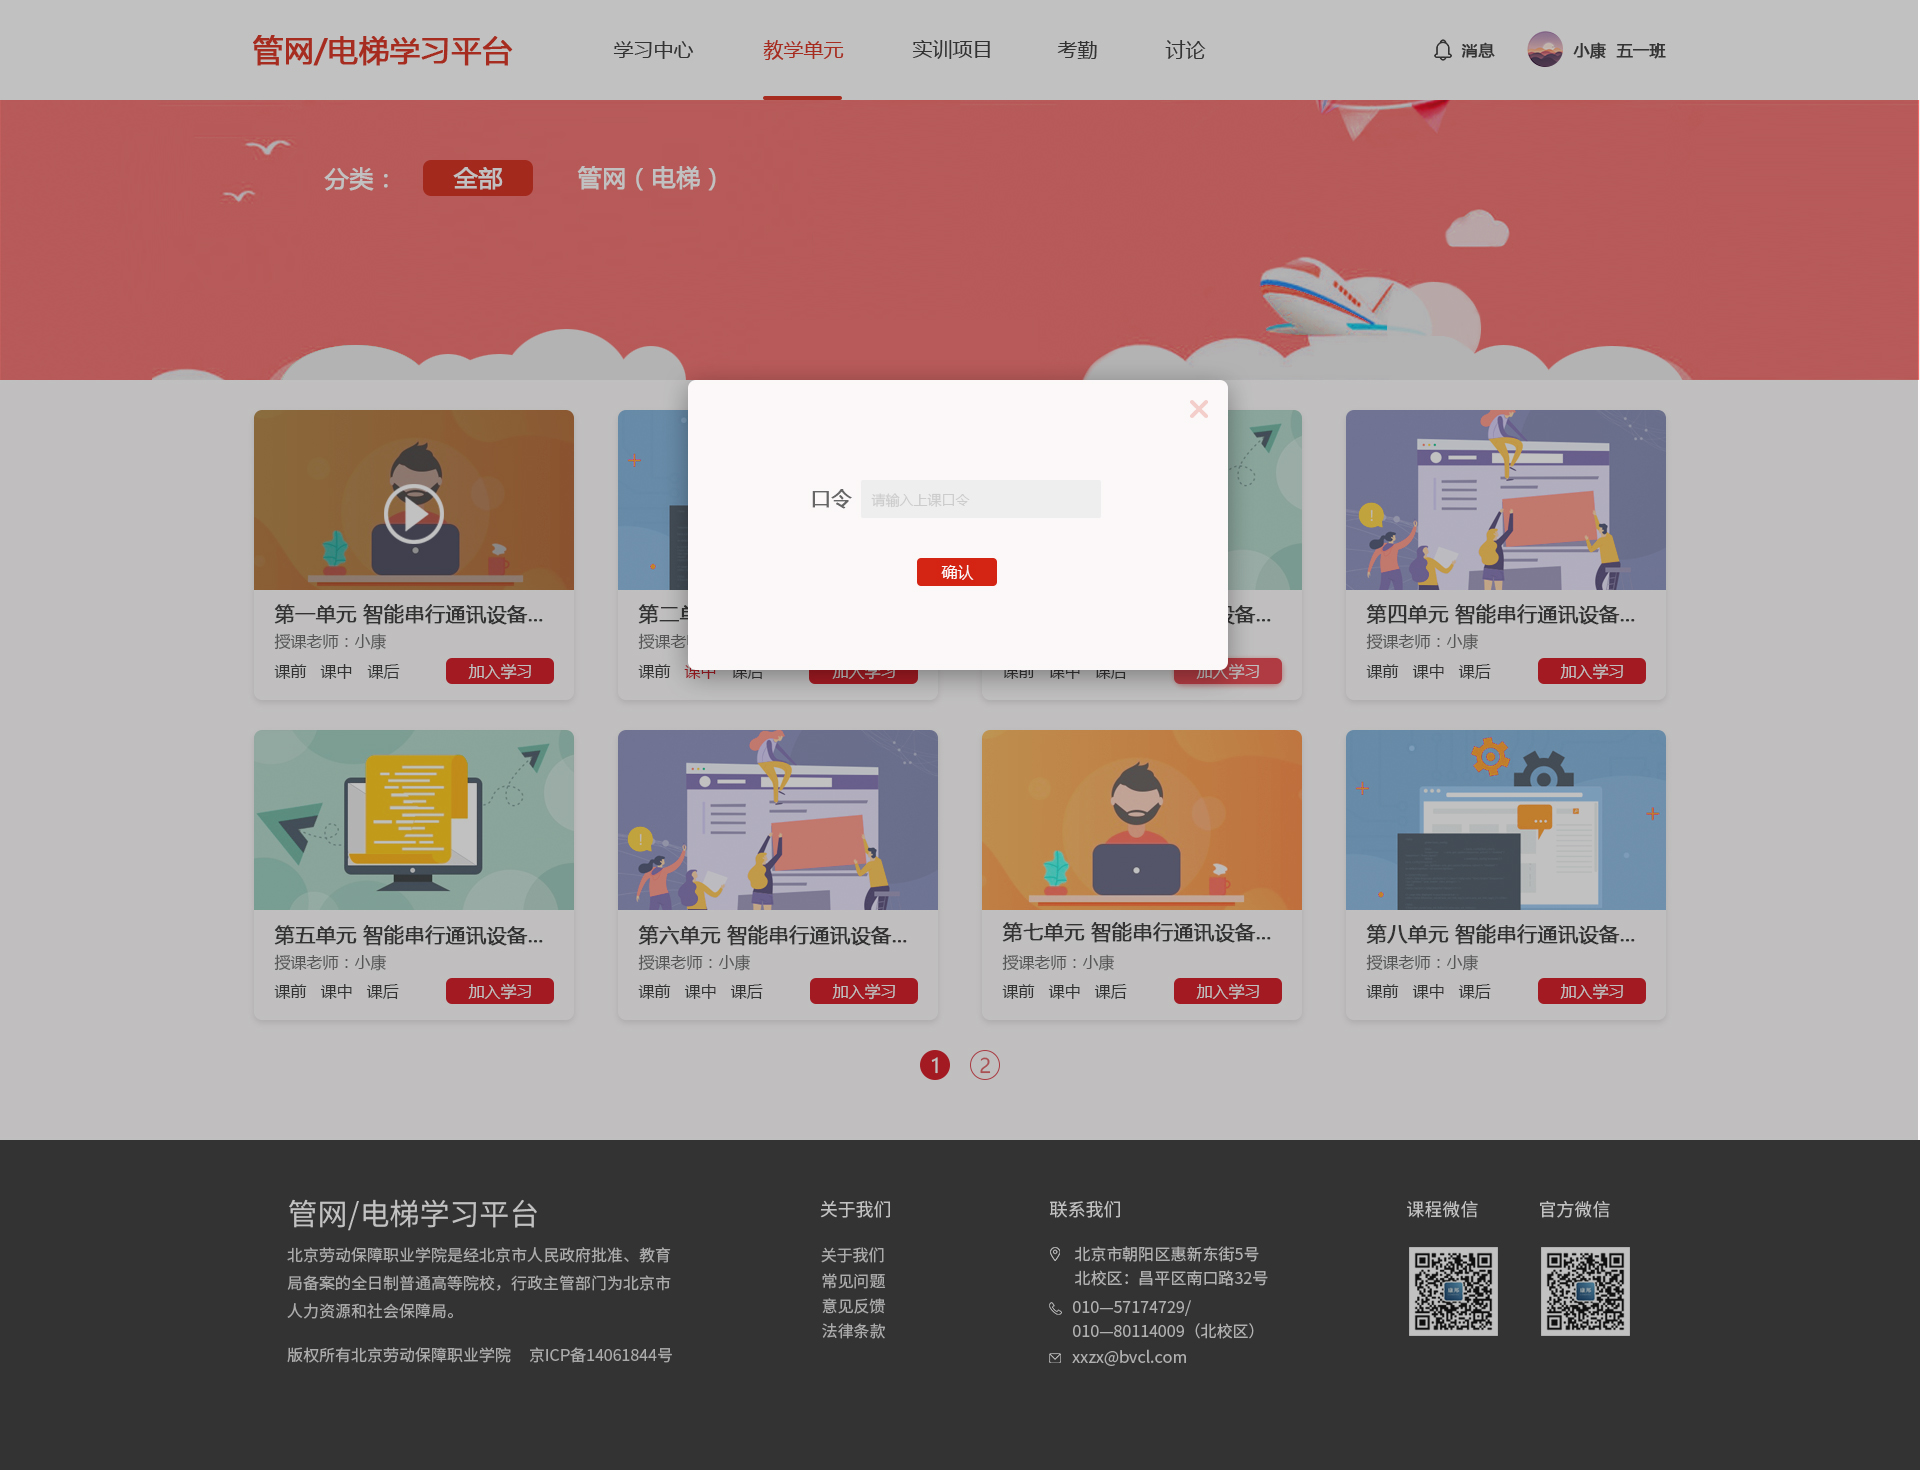 管网/电梯学习平台 学习中心 教学单元 实训项目 考勤 讨论 消息 小康 五一班
分类： 全部 管网（电梯）
口令 请输入上课口令
确认
第一单元 智能串行通讯设备...
授课老师：小康
课前 课中 课后 加入学习
第二单
授课老师
课前 课中 课后 加入学习
设备...
课前 课中 课后 加入学习
第四单元 智能串行通讯设备...
授课老师：小康
课前 课中 课后 加入学习
第五单元 智能串行通讯设备...
授课老师：小康
课前 课中 课后 加入学习
第六单元 智能串行通讯设备...
授课老师：小康
课前 课中 课后 加入学习
第七单元 智能串行通讯设备...
授课老师：小康
课前 课中 课后 加入学习
第八单元 智能串行通讯设备...
授课老师：小康
课前 课中 课后 加入学习
1 2
管网/电梯学习平台
北京劳动保障职业学院是经北京市人民政府批准、教育
局备案的全日制普通高等院校，行政主管部门为北京市
人力资源和社会保障局。
版权所有北京劳动保障职业学院 京ICP备14061844号
关于我们
关于我们
常见问题
意见反馈
法律条款
联系我们
北京市朝阳区惠新东街5号
北校区：昌平区南口路32号
010—57174729/
010—80114009（北校区）
xxzx@bvcl.com
课程微信 官方微信